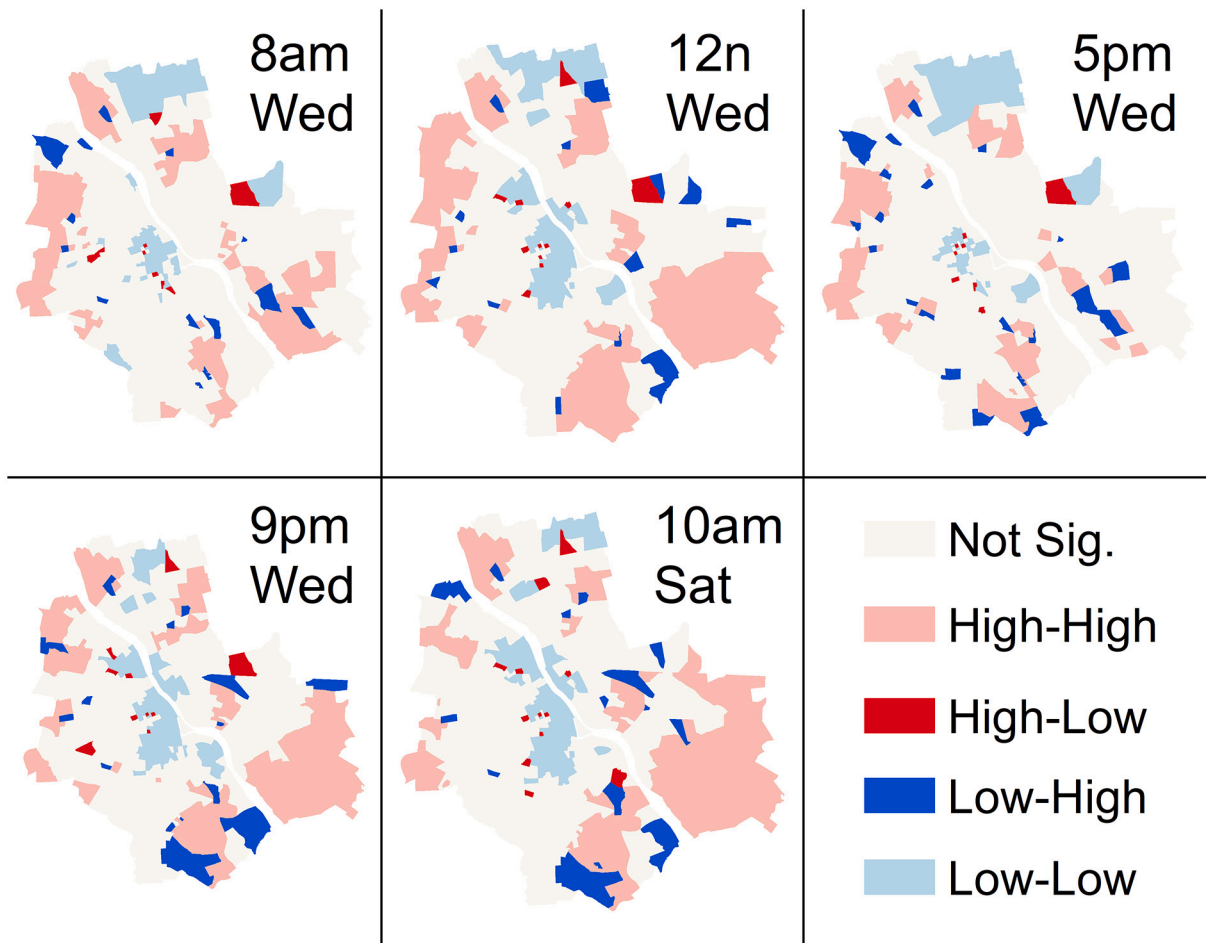 8am
Wed
12n
Wed
5pm
Wed
9pm
Wed
10am
Sat
Not Sig.
High-High
High-Low
Low-High
Low-Low